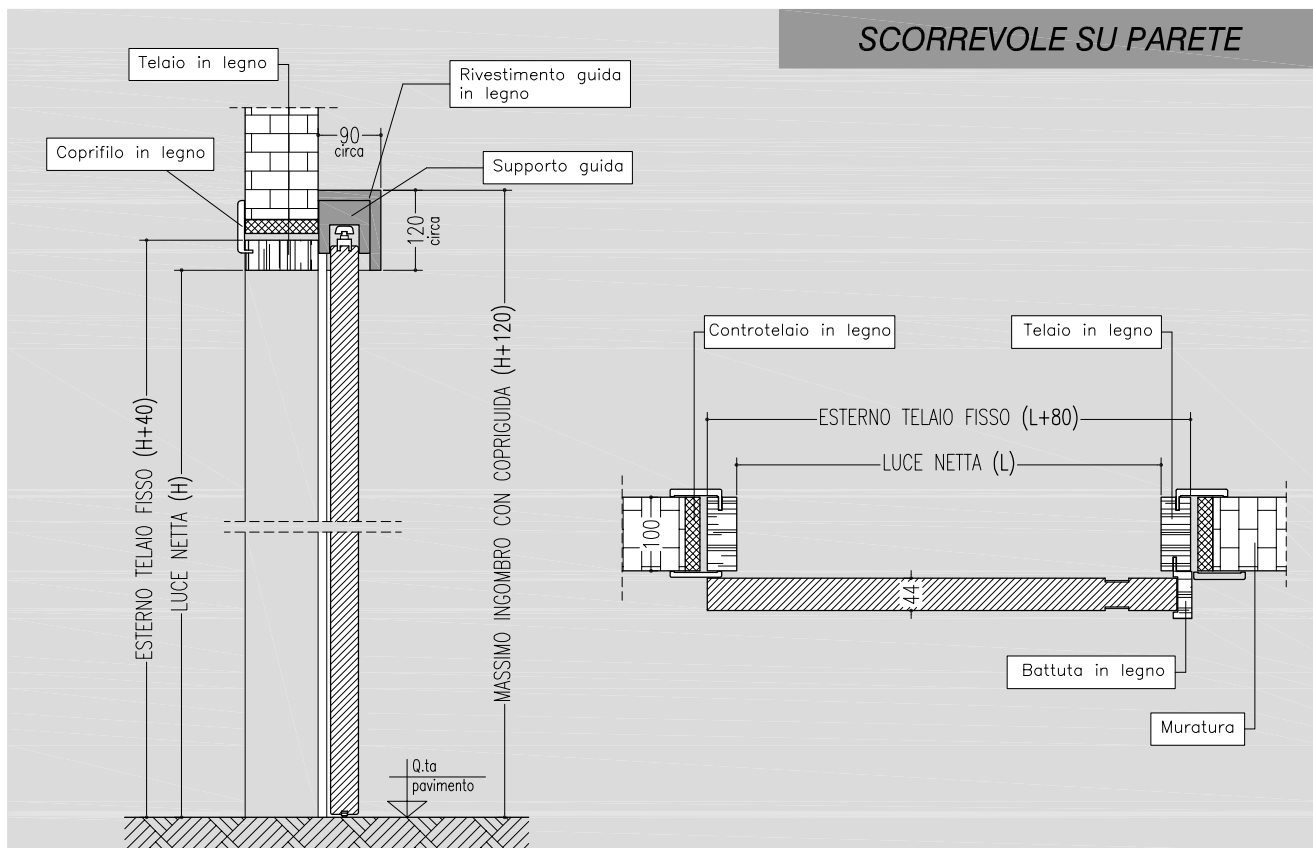 SCORREVOLE SU PARETE
Telaio in legno
Rivestimento guida
in legno
90
circa
Coprifilo in legno
Supporto guida
120
circa
ESTERNO TELAIO FISSO (H+40)
LUCE NETTA (H)
MASSIMO INGOMBRO CON COPRIGUIDA (H+120)
Q.ta
pavimento
Controtelaio in legno
Telaio in legno
ESTERNO TELAIO FISSO (L+80)
LUCE NETTA (L)
100
44
Battuta in legno
Muratura